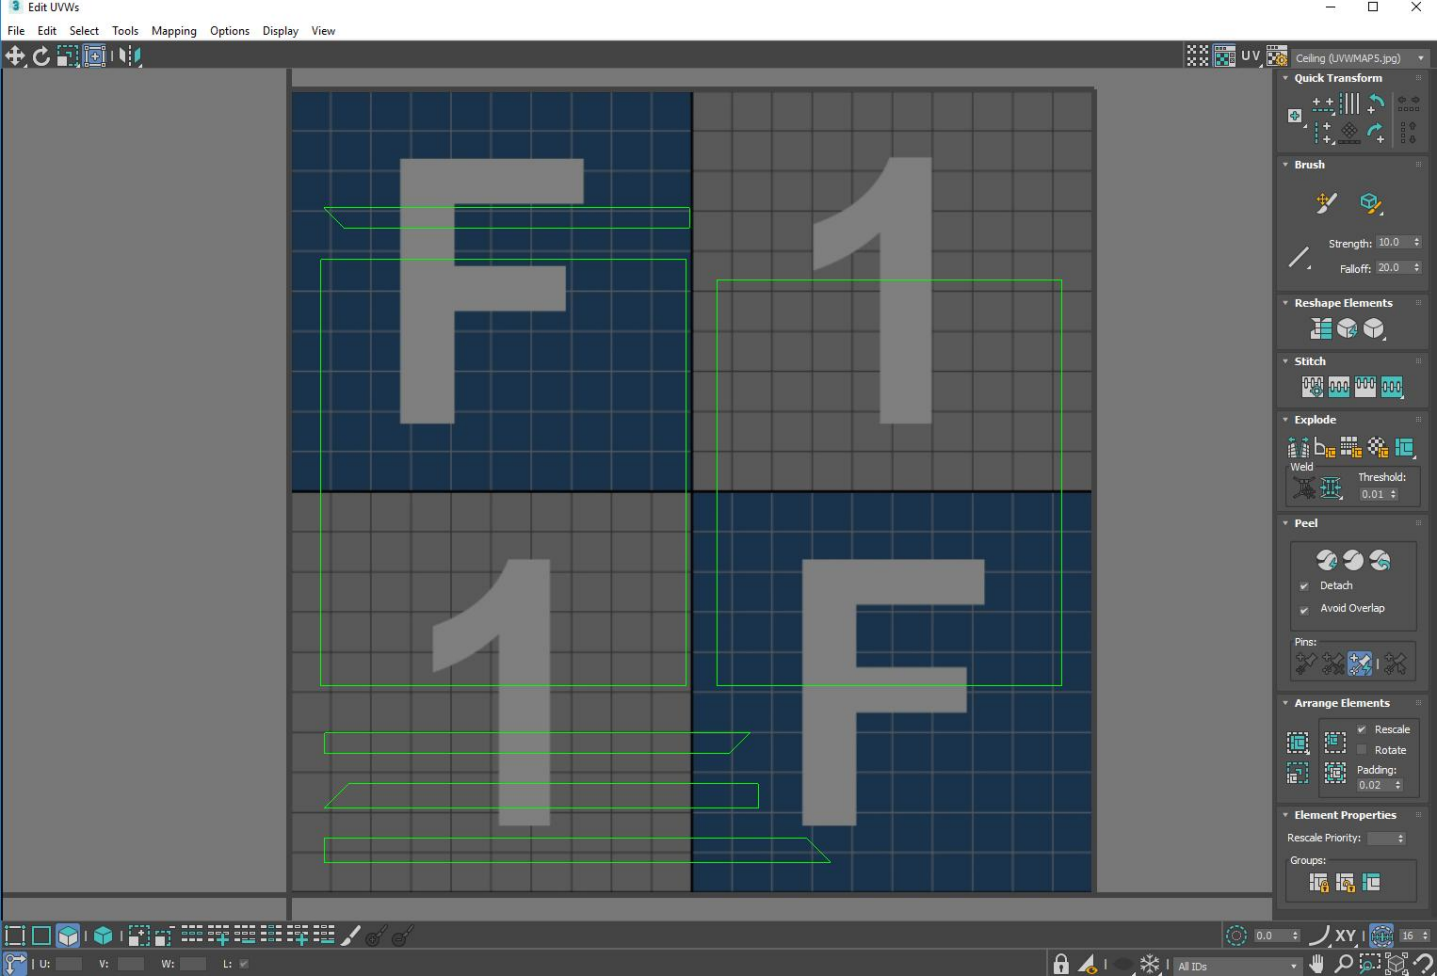 3 Edit UVWs
File Edit Select Tools Mapping Options Display View
UV Ceiling (UVWMAP5.jpg)
Quick Transform
Brush
Strength: 10.0
Falloff: 20.0
Reshape Elements
Stitch
Explode
Weld
Threshold:
0.01
Peel
Detach
Avoid Overlap
Pins:
Arrange Elements
Rescale
Rotate
Padding:
0.02
Element Properties
Rescale Priority:
Groups:
F 1
1 F
0.0 XY 16
U: V: W: L: All IDs